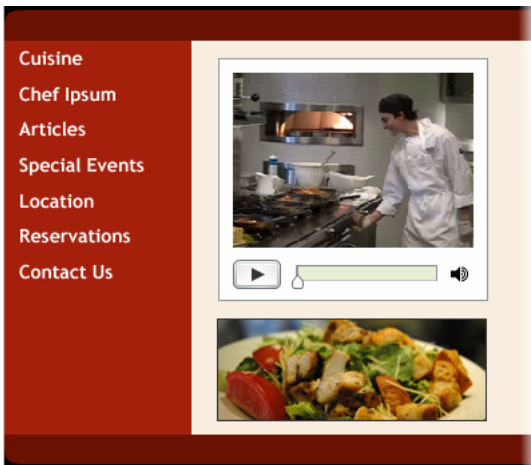 Cuisine
Chef Ipsum
Articles
Special Events
Location
Reservations
Contact Us